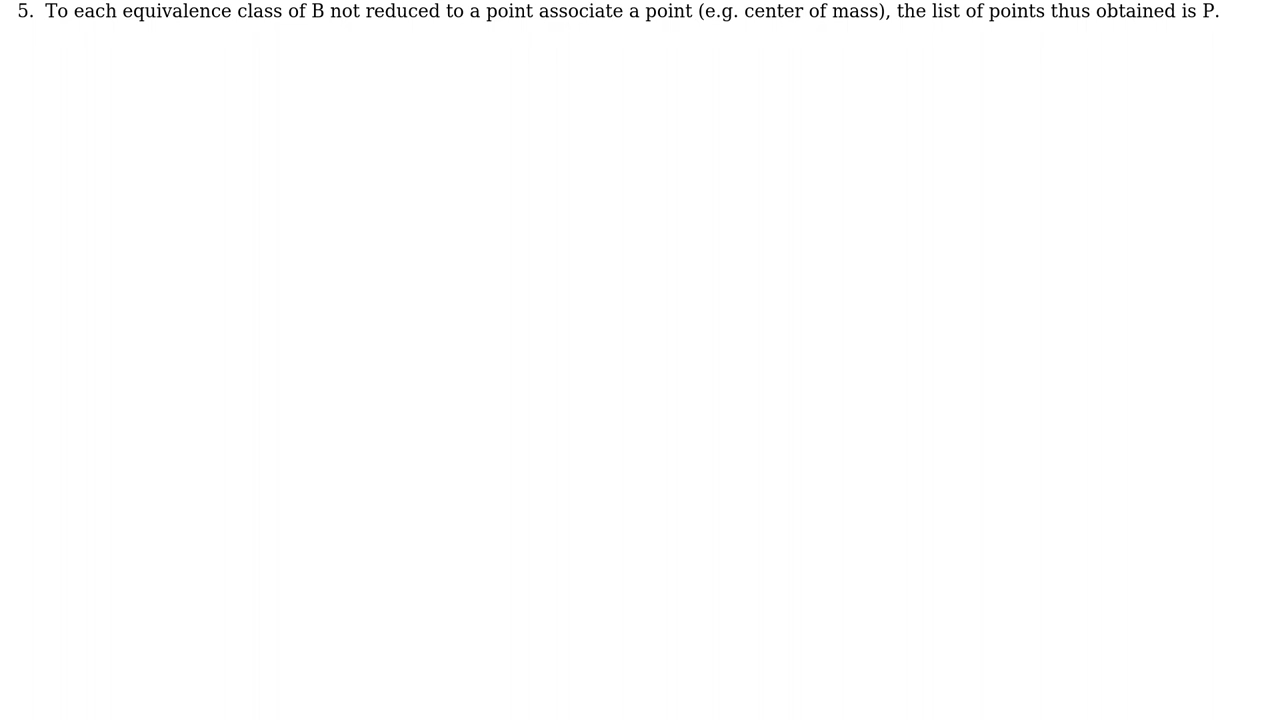 5. To each equivalence class of B not reduced to a point associate a point (e.g. center of mass), the list of points thus obtained is P.